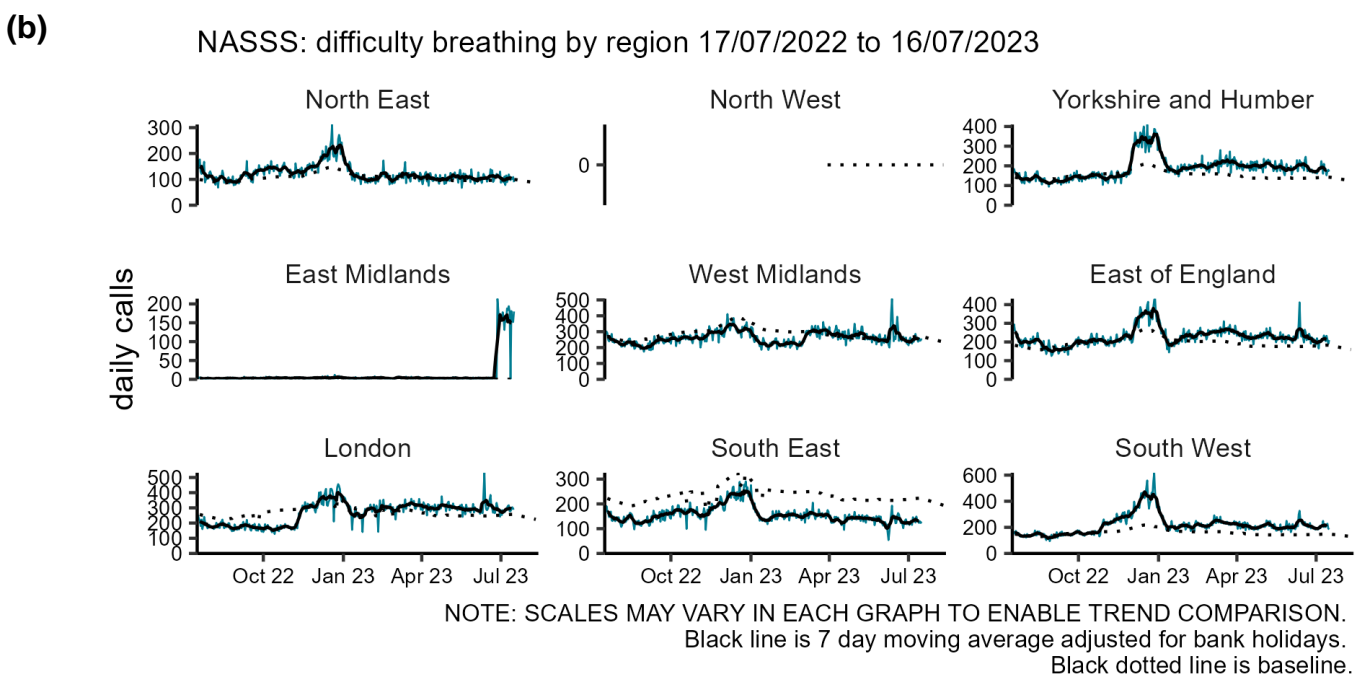 (b)
NASSS: difficulty breathing by region 17/07/2022 to 16/07/2023
North East
300
200
100
0
North West
0
Yorkshire and Humber
400
300
200
100
0
daily calls
East Midlands
200
150
100
50
0
West Midlands
500
400
300
200
100
0
East of England
400
300
200
100
0
London
500
400
300
200
100
0
South East
300
200
100
0
South West
600
400
200
0
Oct 22 Jan 23 Apr 23 Jul 23
Oct 22 Jan 23 Apr 23 Jul 23
Oct 22 Jan 23 Apr 23 Jul 23
NOTE: SCALES MAY VARY IN EACH GRAPH TO ENABLE TREND COMPARISON.
Black line is 7 day moving average adjusted for bank holidays.
Black dotted line is baseline.